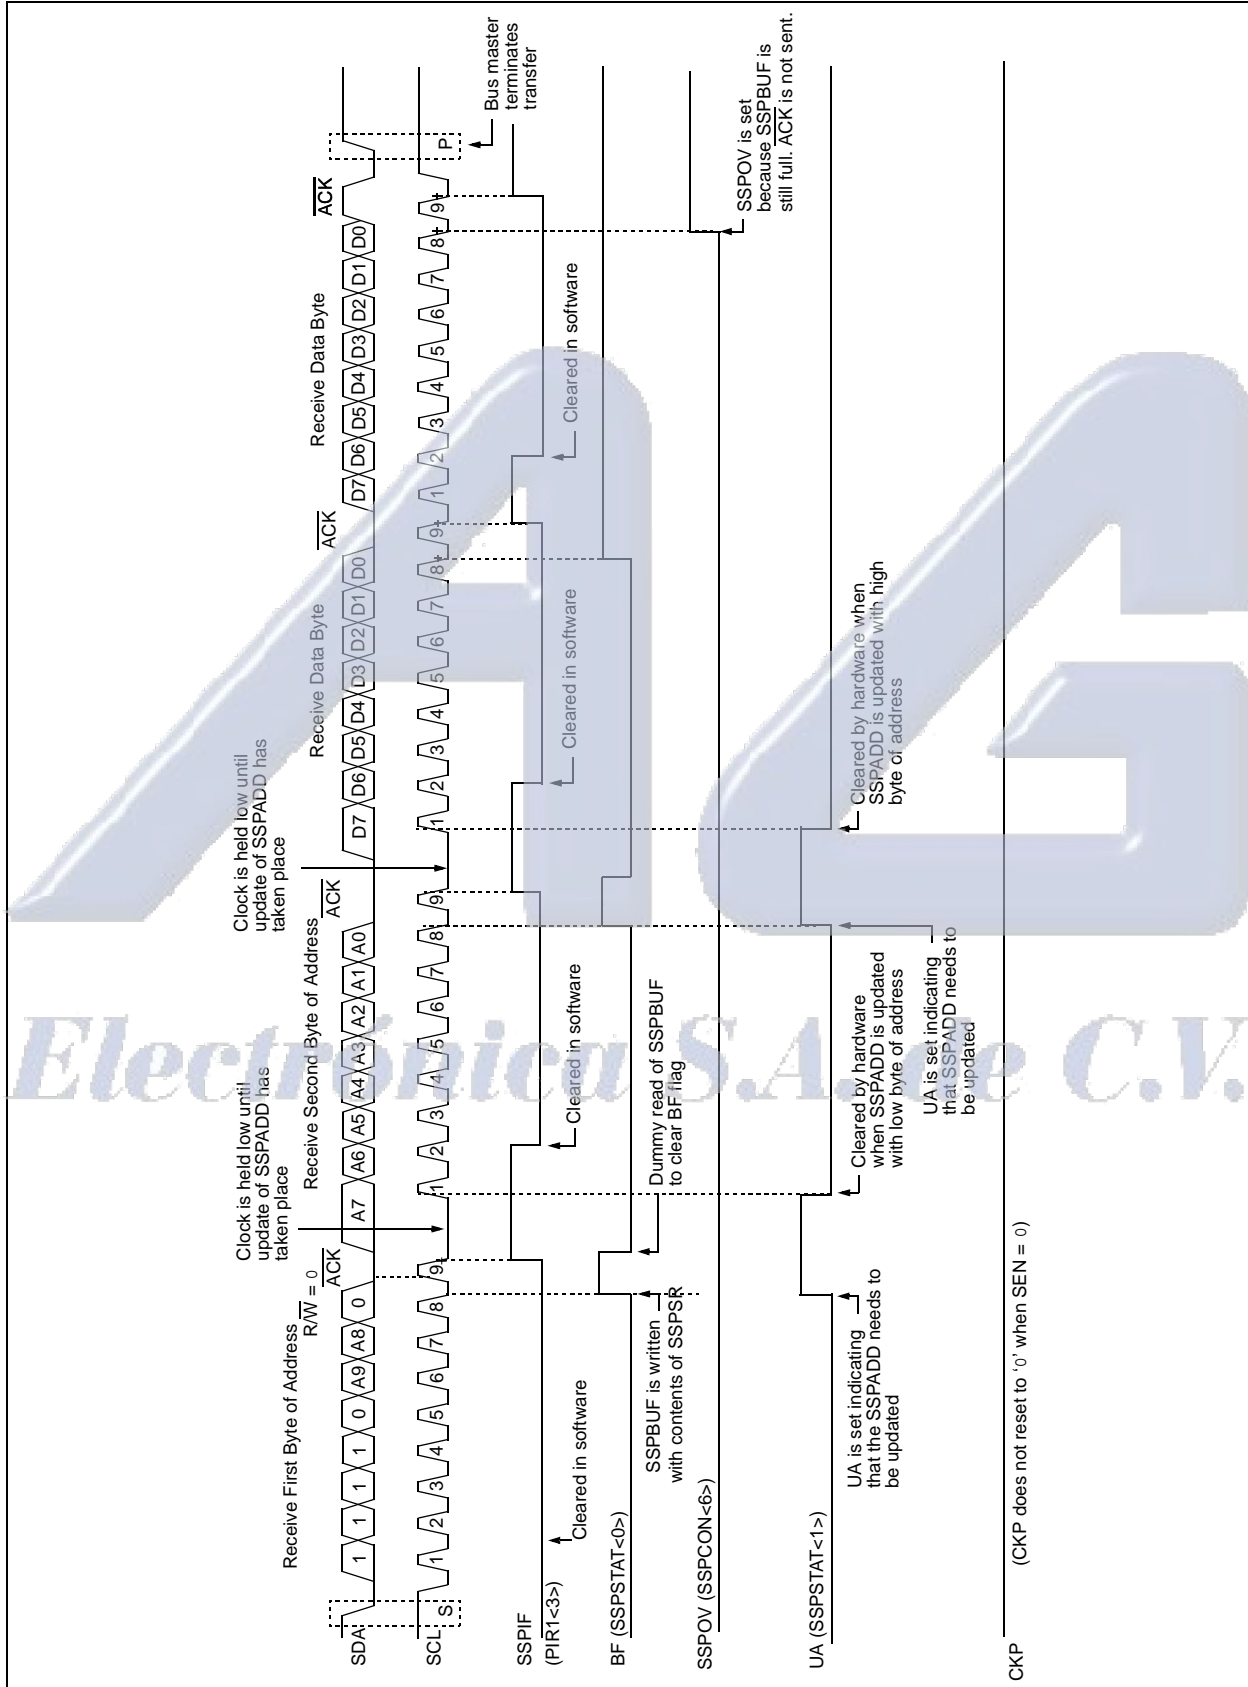 Receive First Byte of Address
R/W = 0
ACK
Clock is held low until
update of SSPADD has
taken place
Receive Second Byte of Address
ACK
Clock is held low until
update of SSPADD has
taken place
Receive Data Byte
ACK
Receive Data Byte
ACK
SDA
1 1 1 1 0 A9 A8 0
A7 A6 A5 A4 A3 A2 A1 A0
D7 D6 D5 D4 D3 D2 D1 D0
D7 D6 D5 D4 D3 D2 D1 D0
SCL
S
1 2 3 4 5 6 7 8 9
1 2 3 4 5 6 7 8 9
1 2 3 4 5 6 7 8 9
1 2 3 4 5 6 7 8 9
P
Bus master
terminates
transfer
SSPIF
(PIR1<3>)
Cleared in software
Cleared in software
Cleared in software
Cleared in software
BF (SSPSTAT<0>)
SSPBUF is written
with contents of SSPSR
Dummy read of SSPBUF
to clear BF flag
SSPOV (SSPCON<6>)
SSPOV is set
because SSPBUF is
still full. ACK is not sent.
UA (SSPSTAT<1>)
UA is set indicating
that the SSPADD needs to
be updated
Cleared by hardware
when SSPADD is updated
with low byte of address
UA is set indicating
that SSPADD needs to
be updated
Cleared by hardware when
SSPADD is updated with high
byte of address
CKP
(CKP does not reset to ‘0’ when SEN = 0)
AG
Electrónica S.A. de C.V.